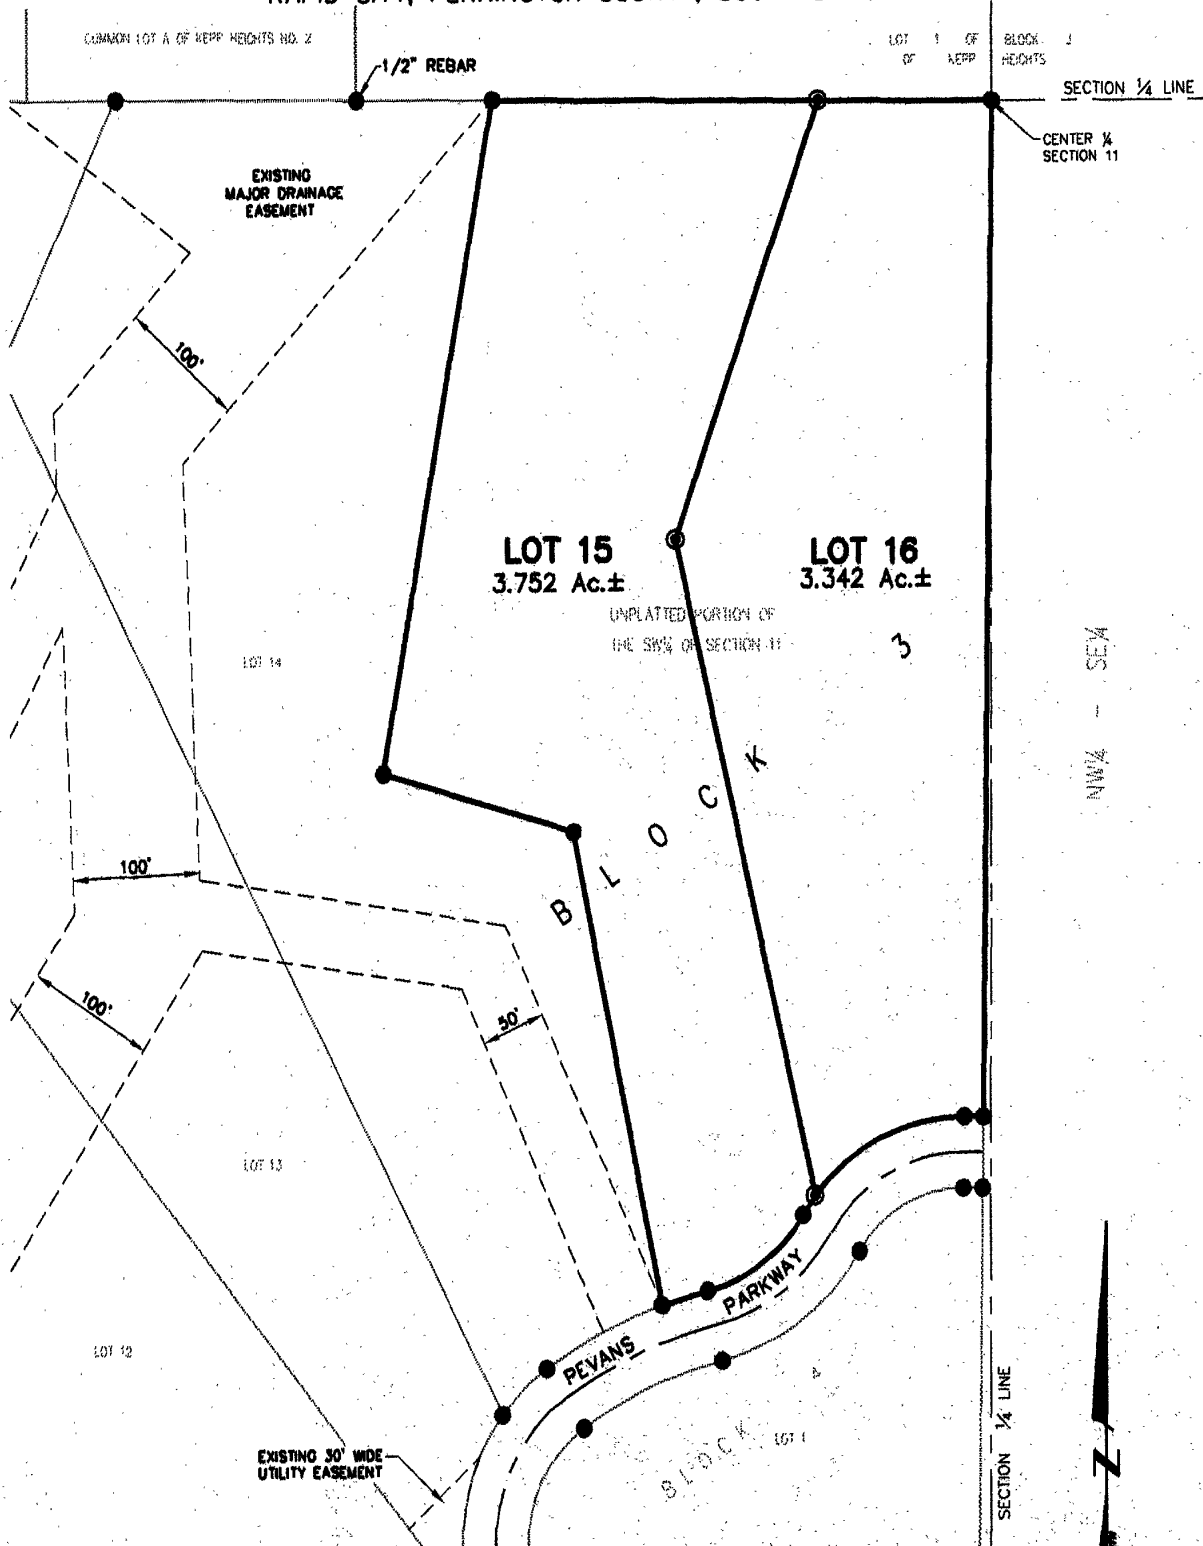 COMMON LOT A OF KEPP HEIGHTS NO. 2
1/2" REBAR
LOT 1 OF BLOCK
OF KEPP HEIGHTS
SECTION ¼ LINE
CENTER ¼
SECTION 11
EXISTING
MAJOR DRAINAGE
EASEMENT
100'
LOT 15
3.752 Ac.±
LOT 16
3.342 Ac.±
UNPLATTED PORTION OF
THE SW¼ OF SECTION 11
3
LOT 14
NW¼ - SE¼
BLOCK
100'
100'
50'
LOT 13
PEVANS PARKWAY
LOT 12
EXISTING 30' WIDE
UTILITY EASEMENT
BLOCK 4
LOT 1
SECTION ¼ LINE
N